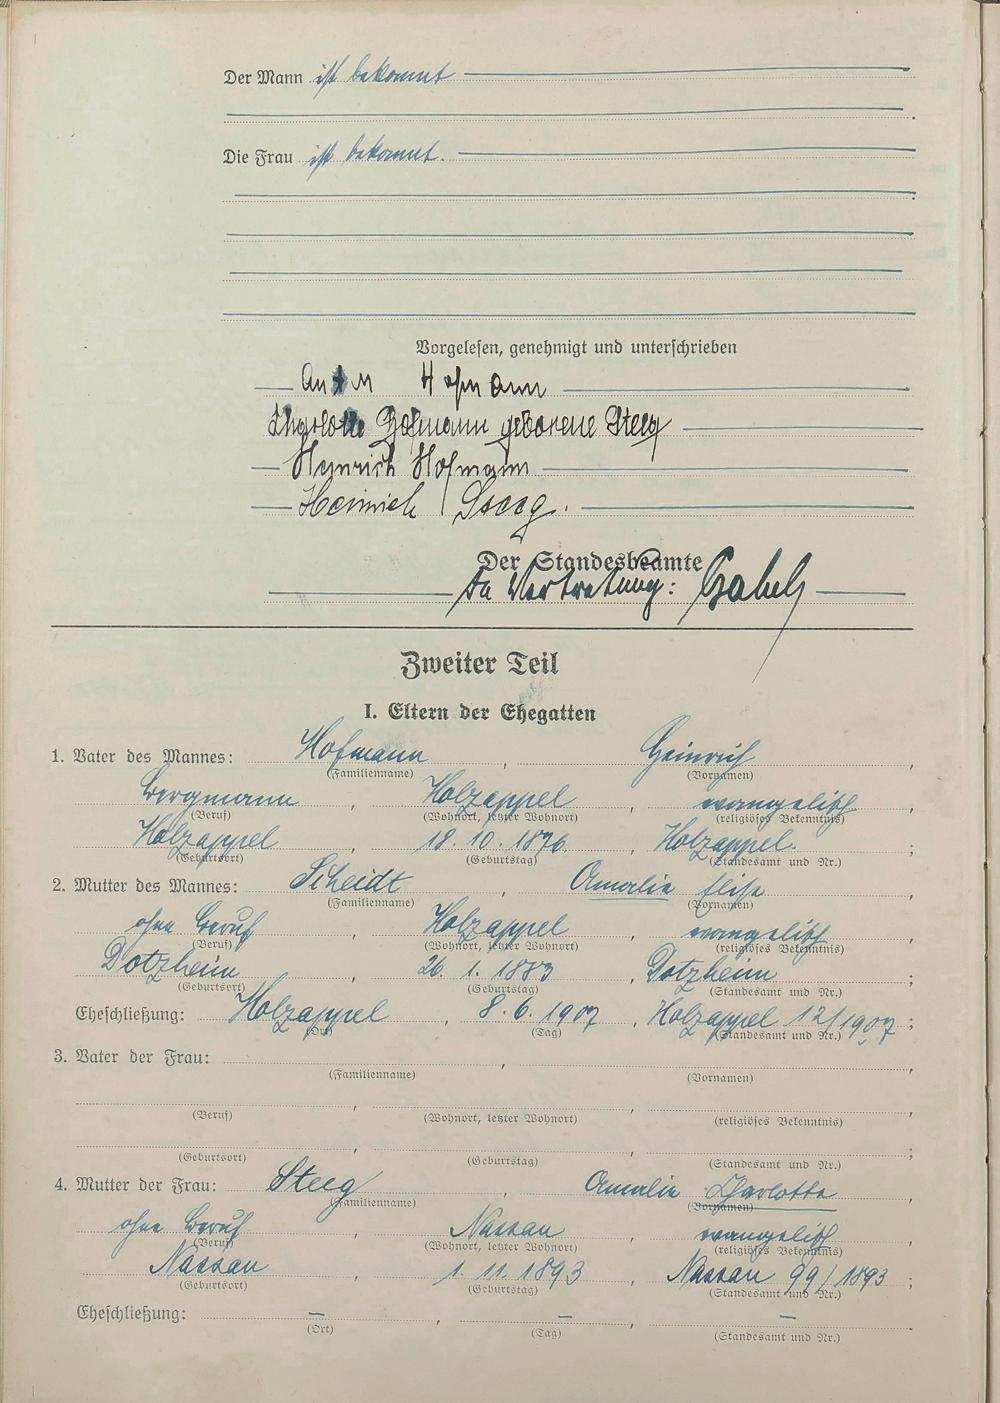 Der Mann ist bekannt
Die Frau ist bekannt.
Vorgelesen, genehmigt und unterschrieben
Anton Hofmann
Charlotte Hofmann geborene Steeg
Heinrich Hofmann
Heinrich Steeg.
Der Standesbeamte
In Vertretung:
Zweiter Teil
I. Eltern der Ehegatten
1. Vater des Mannes: Hofmann, Heinrich,
(Familienname) (Vornamen)
Bergmann, Holzappel, evangelisch,
(Beruf) (Wohnort, letzter Wohnort) (religiöses Bekenntnis)
Holzappel, 18. 10. 1876. Holzappel. ;
(Geburtsort) (Geburtstag) (Standesamt und Nr.)
2. Mutter des Mannes: Scheidt, Amalie Elise,
(Familienname) (Vornamen)
ohne Beruf, Holzappel, evangelisch,
(Beruf) (Wohnort, letzter Wohnort) (religiöses Bekenntnis)
Dotzheim, 26. 1. 1883, Dotzheim ;
(Geburtsort) (Geburtstag) (Standesamt und Nr.)
Eheschließung: Holzappel, 8. 6. 1907, Holzappel 12/1907 ;
(Ort) (Tag) (Standesamt und Nr.)
3. Vater der Frau: , ,
(Familienname) (Vornamen)
, , ,
(Beruf) (Wohnort, letzter Wohnort) (religiöses Bekenntnis)
, , ;
(Geburtsort) (Geburtstag) (Standesamt und Nr.)
4. Mutter der Frau: Steeg, Amalie Charlotte,
(Familienname) (Vornamen)
ohne Beruf, Nassau, evangelisch,
(Beruf) (Wohnort, letzter Wohnort) (religiöses Bekenntnis)
Nassau, 1. 11. 1893, Nassau 99/1893 ;
(Geburtsort) (Geburtstag) (Standesamt und Nr.)
Eheschließung: –, –, – .
(Ort) (Tag) (Standesamt und Nr.)